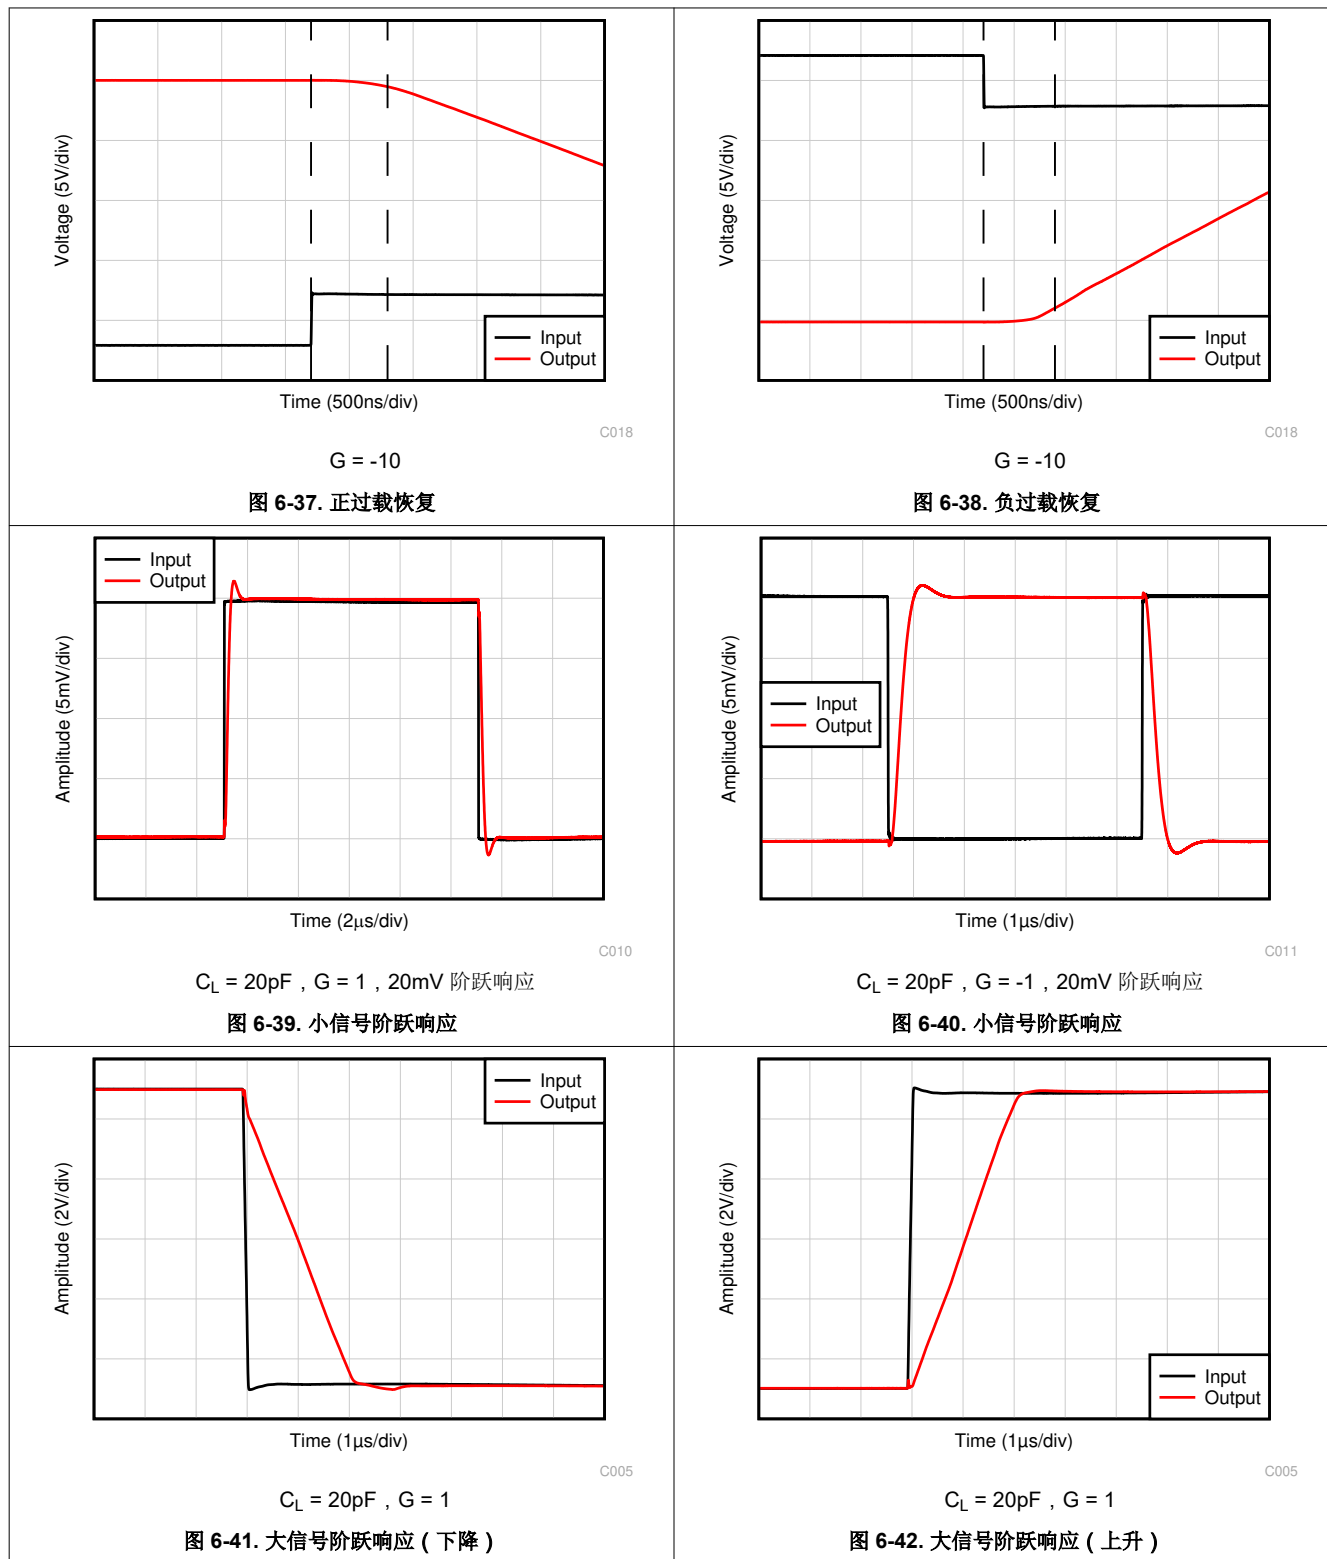 Voltage (5V/div)
Input
Output
Time (500ns/div)
C018
G = -10
图 6-37. 正过载恢复
Voltage (5V/div)
Input
Output
Time (500ns/div)
C018
G = -10
图 6-38. 负过载恢复
Input
Output
Amplitude (5mV/div)
Time (2μs/div)
C010
CL = 20pF , G = 1 , 20mV 阶跃响应
图 6-39. 小信号阶跃响应
Amplitude (5mV/div)
Input
Output
Time (1μs/div)
C011
CL = 20pF , G = -1 , 20mV 阶跃响应
图 6-40. 小信号阶跃响应
Input
Output
Amplitude (2V/div)
Time (1μs/div)
C005
CL = 20pF , G = 1
图 6-41. 大信号阶跃响应 ( 下降 )
Amplitude (2V/div)
Input
Output
Time (1μs/div)
C005
CL = 20pF , G = 1
图 6-42. 大信号阶跃响应 ( 上升 )